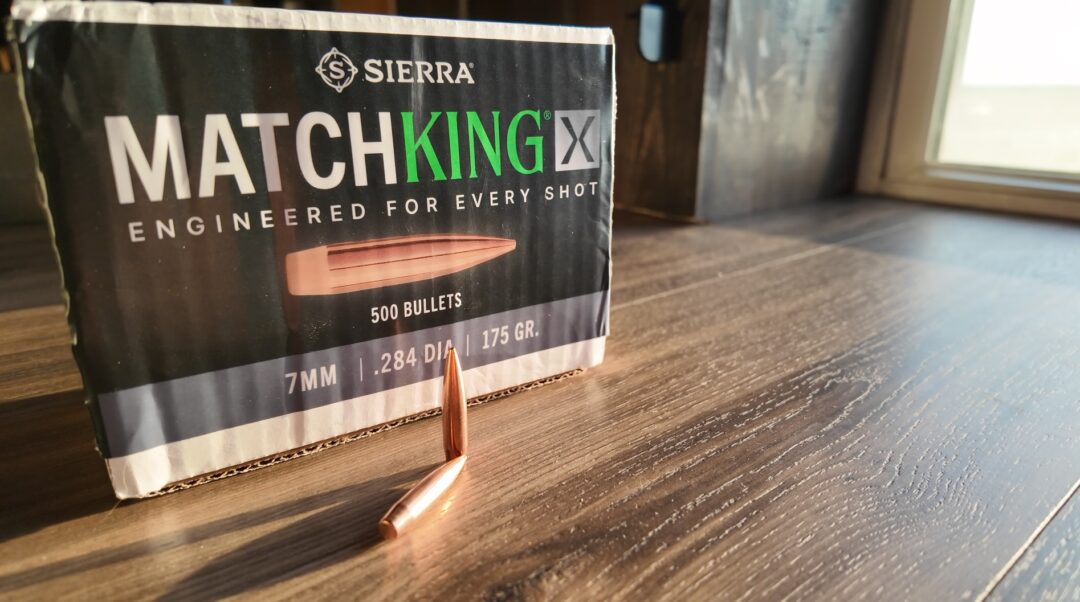 S SIERRA®
MATCHKING® X
ENGINEERED FOR EVERY SHOT
500 BULLETS
7MM | .284 DIA | 175 GR.